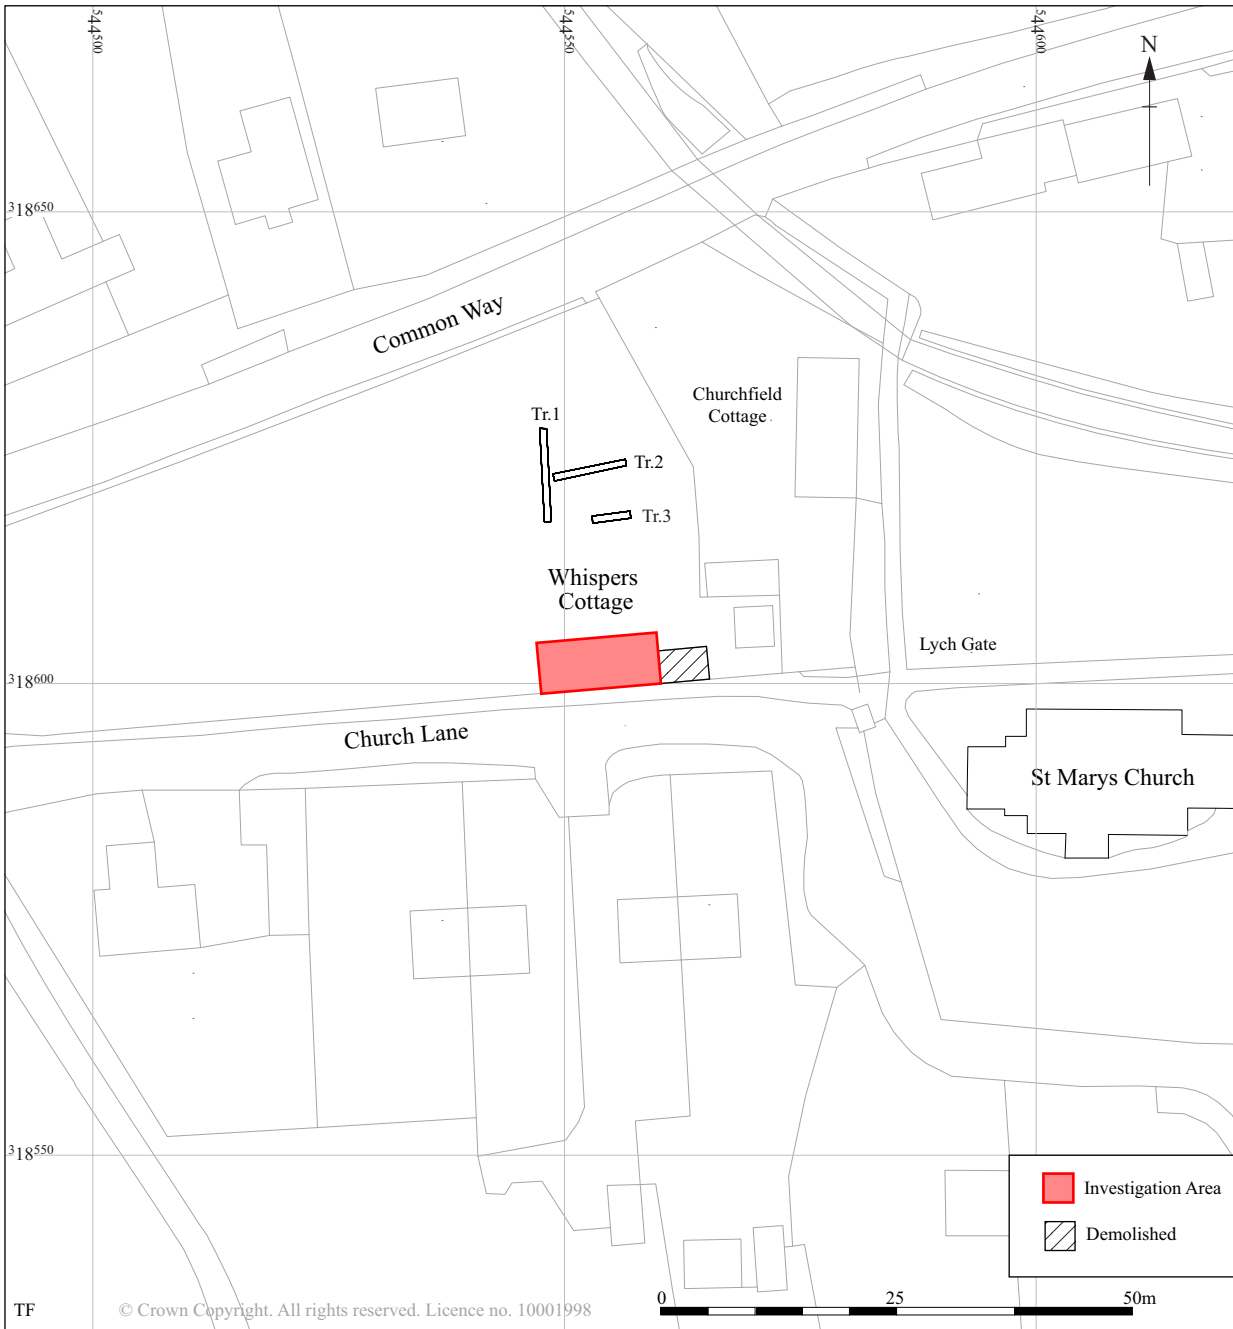 544500
544550
544600
N
318650
Common Way
Churchfield
Cottage
Tr.1
Tr.2
Tr.3
Whispers
Cottage
Lych Gate
318600
Church Lane
St Marys Church
318550
Investigation Area
Demolished
TF
© Crown Copyright. All rights reserved. Licence no. 10001998
0
25
50m